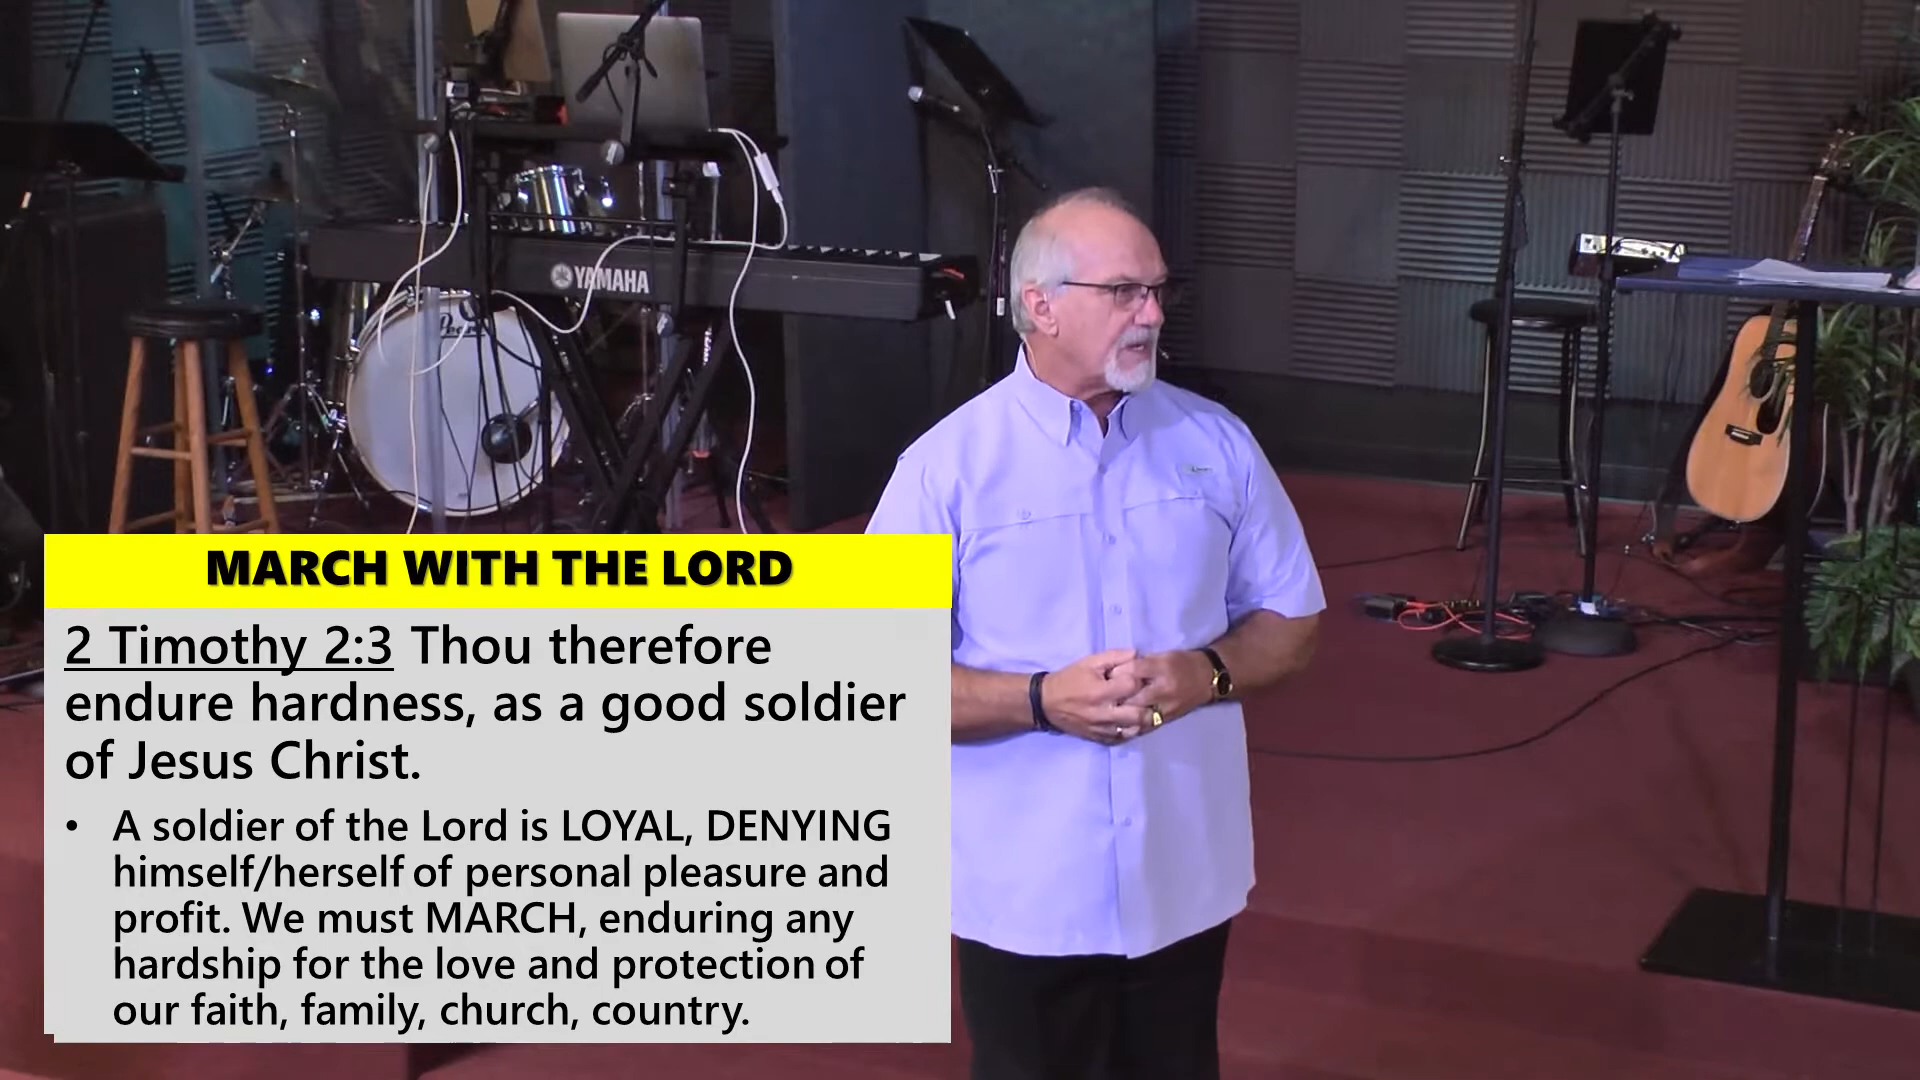 YAMAHA
Pearl
MARCH WITH THE LORD
2 Timothy 2:3 Thou therefore
endure hardness, as a good soldier
of Jesus Christ.
• A soldier of the Lord is LOYAL, DENYING
himself/herself of personal pleasure and
profit. We must MARCH, enduring any
hardship for the love and protection of
our faith, family, church, country.